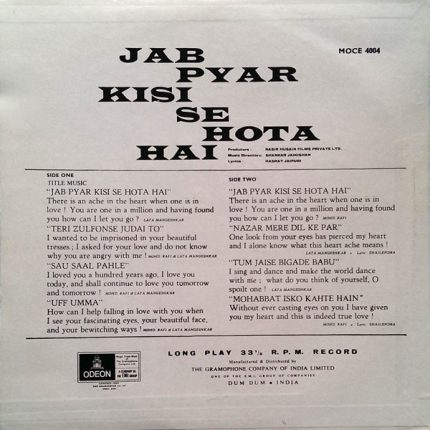 MOCE 4004
JAB
PYAR
KISI
SE
HOTA
HAI
Producers : NASIR HUSAIN FILMS PRIVATE LTD.
Music Directors: SHANKAR JAIKISHAN
Lyrics : HASRAT JAIPURI
SIDE ONE
TITLE MUSIC
"JAB PYAR KISI SE HOTA HAI"
There is an ache in the heart when one is in
love ! You are one in a million and having found
you how can I let you go ? LATA MANGESHKAR
"TERI ZULFONSE JUDAI TO"
I wanted to be imprisoned in your beautiful
tresses ; I asked for your love and do not know
why you are angry with me ! MOHD. RAFI & LATA MANGESHKAR
"SAU SAAL PAHLE"
I loved you a hundred years ago, I love you
today, and shall continue to love you tomorrow
and tomorrow ! MOHD. RAFI & LATA MANGESHKAR
"UFF UMMA"
How can I help falling in love with you when
I see your fascinating eyes, your beautiful face,
and your bewitching ways ! MOHD. RAFI & LATA MANGESHKAR
SIDE TWO
"JAB PYAR KISI SE HOTA HAI"
There is an ache in the heart when one is in
love ! You are one in a million and having found
you how can I let you go ? MOHD. RAFI
"NAZAR MERE DIL KE PAR"
One look from your eyes has pierced my heart
and I alone know what this heart ache means !
LATA MANGESHKAR • Lyric SHAILENDRA
"TUM JAISE BIGADE BABU"
I sing and dance and make the world dance
with me ; what do you think of yourself, O
spoilt one ! LATA MANGESHKAR
"MOHABBAT ISKO KAHTE HAIN"
Without ever casting eyes on you I have given
you my heart and this is indeed true love !
MOHD. RAFI • Lyric SHAILENDRA
ODEON
LONG PLAY 33⅓ R.P.M. RECORD
Manufactured & Distributed by
THE GRAMOPHONE COMPANY OF INDIA LIMITED
ONE OF THE E.M.I. GROUP OF COMPANIES
DUM DUM • INDIA